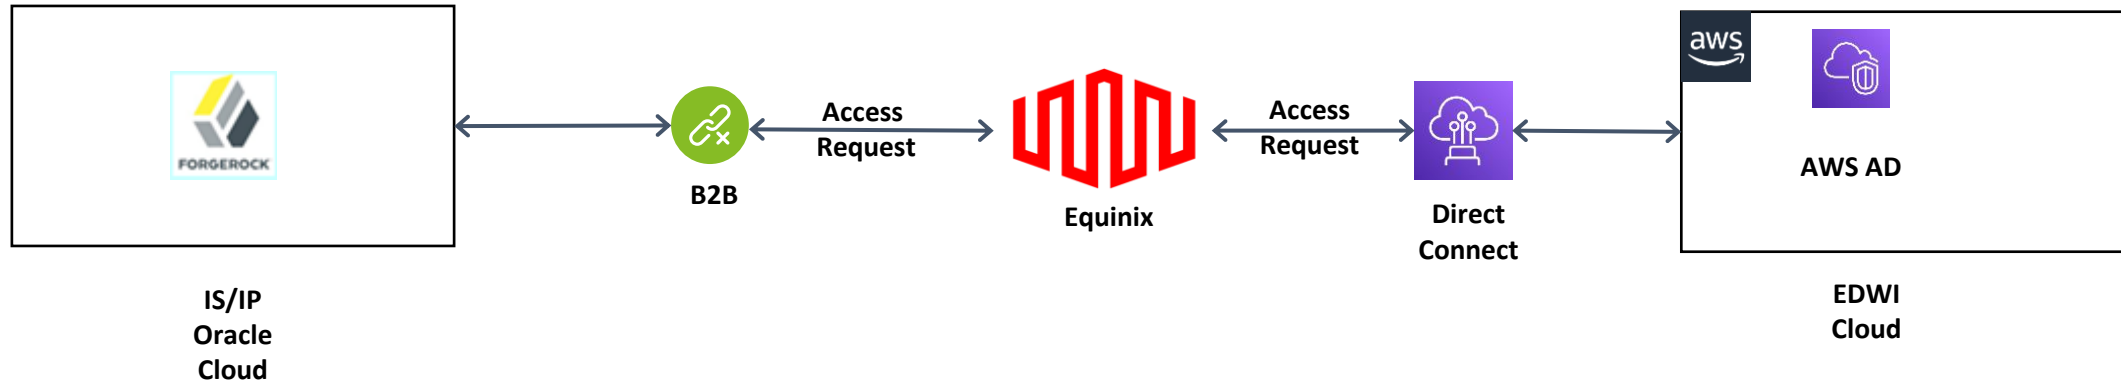 FORGEROCK
IS/IP
Oracle
Cloud
B2B
Access
Request
Equinix
Access
Request
Direct
Connect
aws
AWS AD
EDWI
Cloud